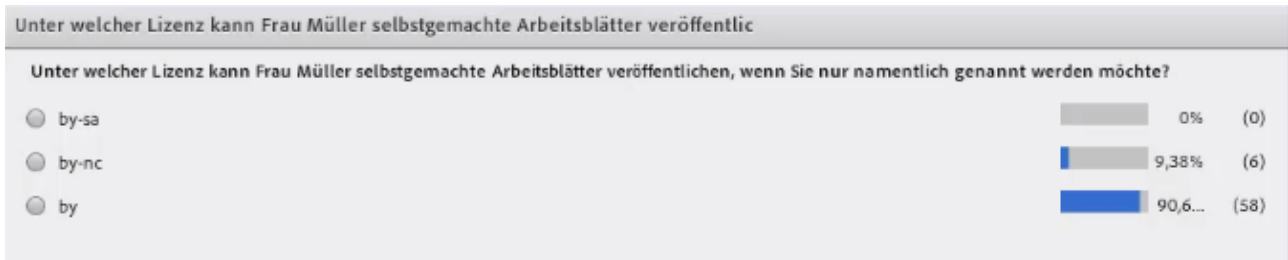 Unter welcher Lizenz kann Frau Müller selbstgemachte Arbeitsblätter veröffentlic
Unter welcher Lizenz kann Frau Müller selbstgemachte Arbeitsblätter veröffentlichen, wenn Sie nur namentlich genannt werden möchte?
by-sa 0% (0)
by-nc 9,38% (6)
by 90,6... (58)